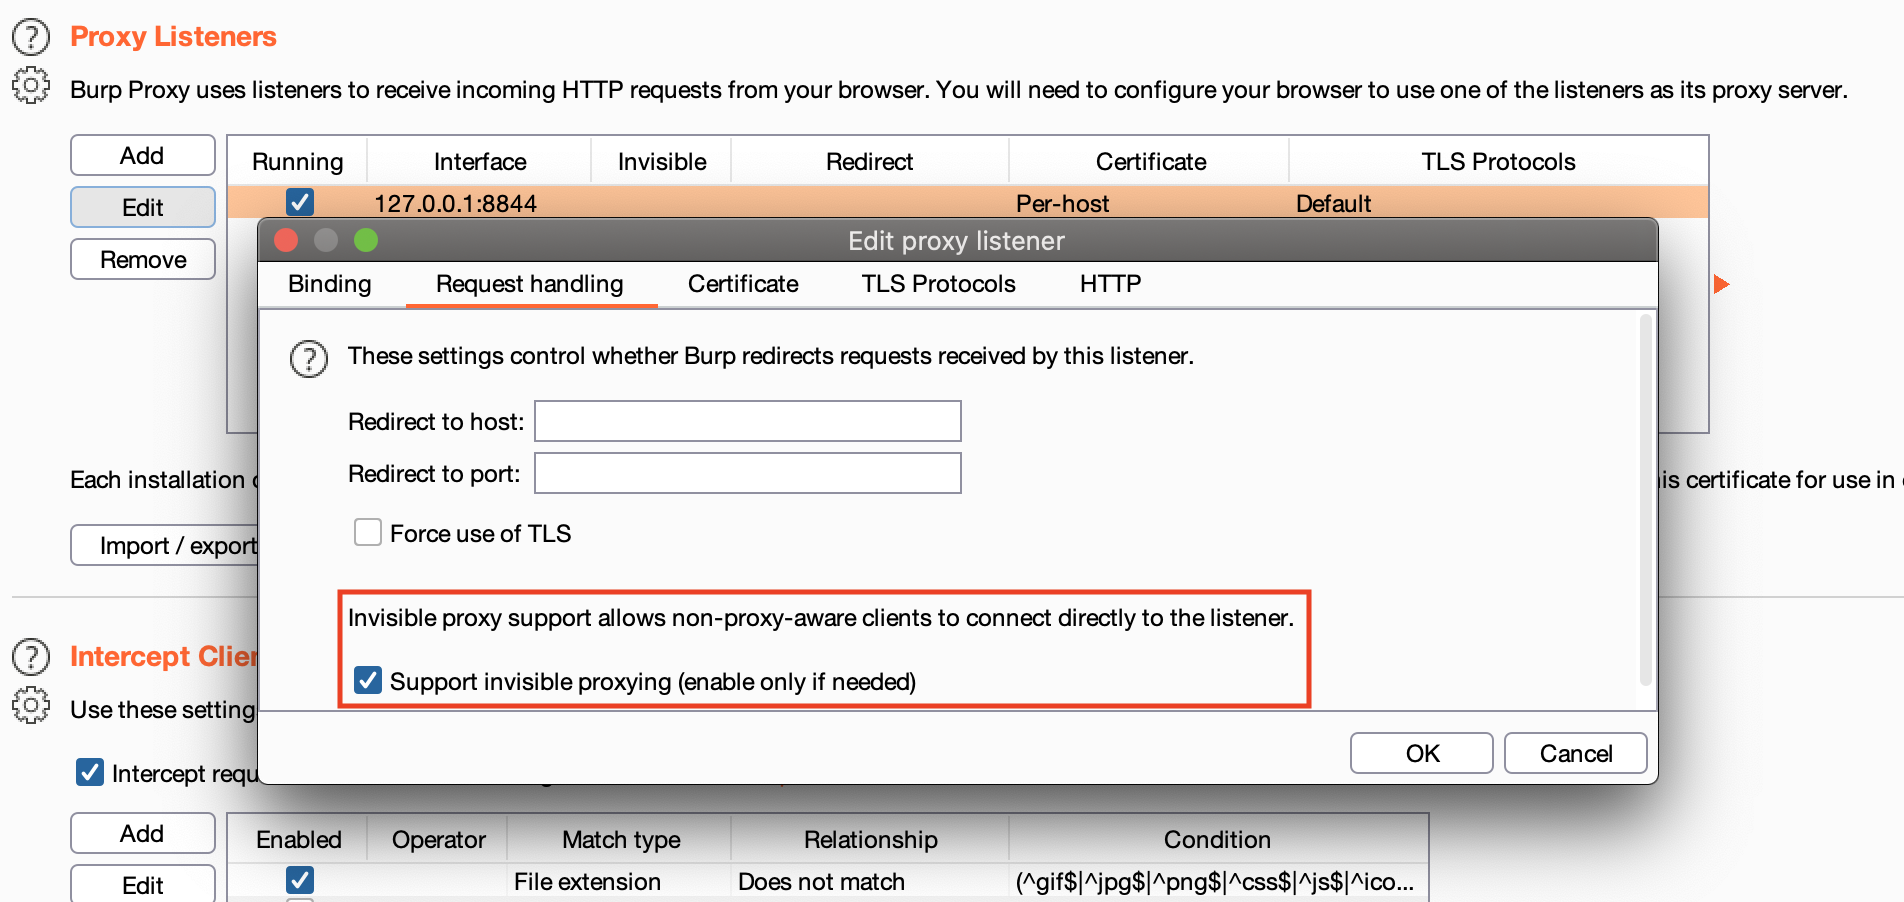 Proxy Listeners
Burp Proxy uses listeners to receive incoming HTTP requests from your browser. You will need to configure your browser to use one of the listeners as its proxy server.
Add
Running Interface Invisible Redirect Certificate TLS Protocols
Edit
127.0.0.1:8844 Per-host Default
Remove
Edit proxy listener
Binding Request handling Certificate TLS Protocols HTTP
These settings control whether Burp redirects requests received by this listener.
Redirect to host:
Redirect to port:
Each installation
is certificate for use in
Force use of TLS
Import / export
Invisible proxy support allows non-proxy-aware clients to connect directly to the listener.
Support invisible proxying (enable only if needed)
Intercept Clie
Use these setting
OK Cancel
Intercept requ
Add
Enabled Operator Match type Relationship Condition
Edit
File extension Does not match (^gif$|^jpg$|^png$|^css$|^js$|^ico...